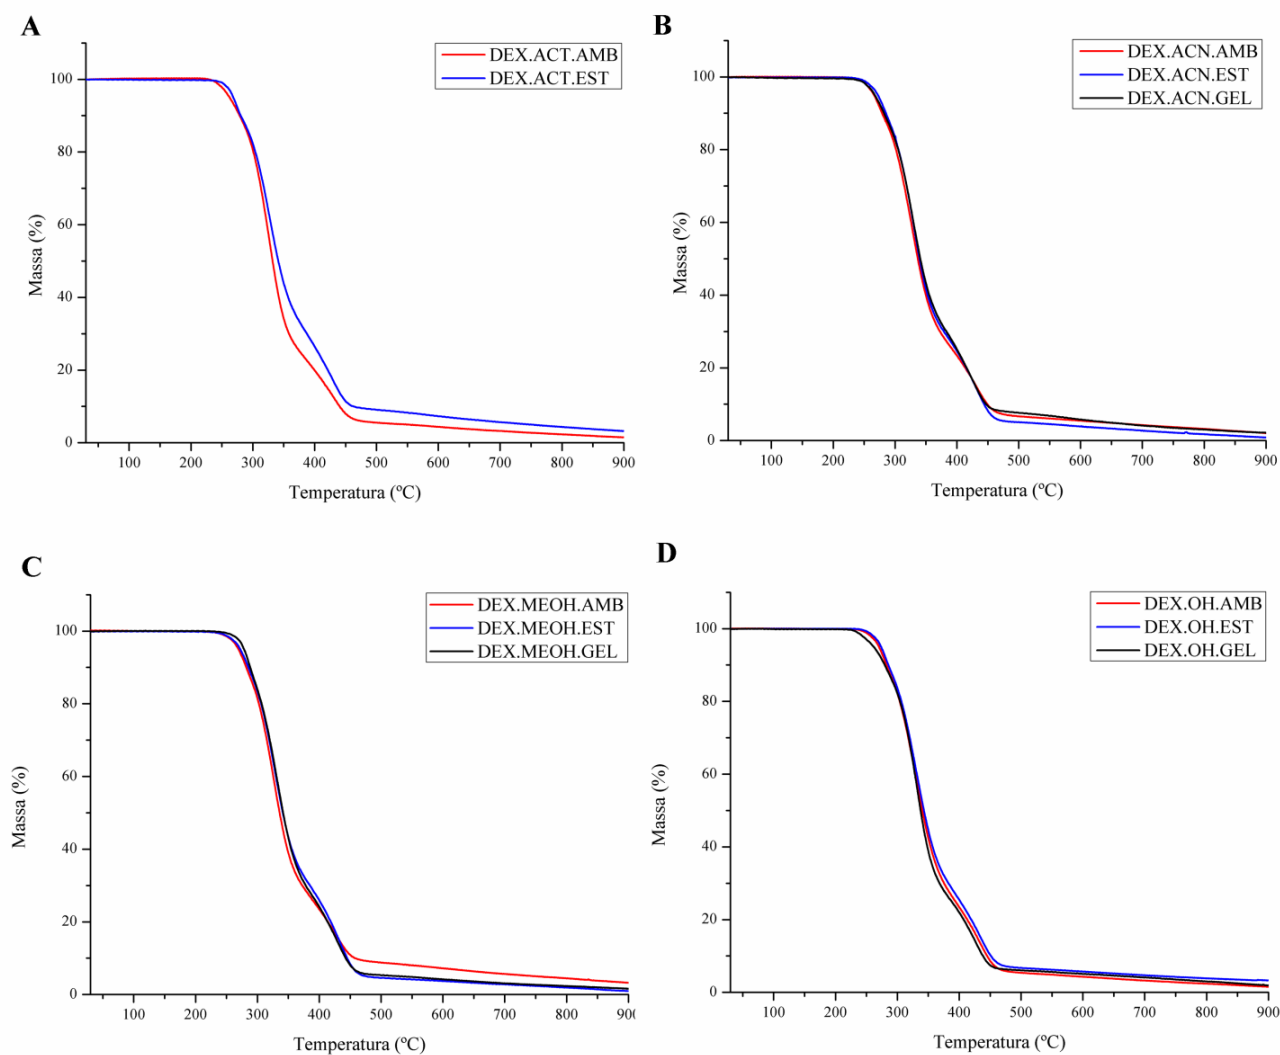 A
DEX.ACT.AMB
DEX.ACT.EST
100
80
60
40
20
0
Massa (%)
100 200 300 400 500 600 700 800 900
Temperatura (ºC)
B
DEX.ACN.AMB
DEX.ACN.EST
DEX.ACN.GEL
100
80
60
40
20
0
Massa (%)
100 200 300 400 500 600 700 800 900
Temperatura (ºC)
C
DEX.MEOH.AMB
DEX.MEOH.EST
DEX.MEOH.GEL
100
80
60
40
20
0
Massa (%)
100 200 300 400 500 600 700 800 900
Temperatura (ºC)
D
DEX.OH.AMB
DEX.OH.EST
DEX.OH.GEL
100
80
60
40
20
0
Massa (%)
100 200 300 400 500 600 700 800 900
Temperatura (ºC)